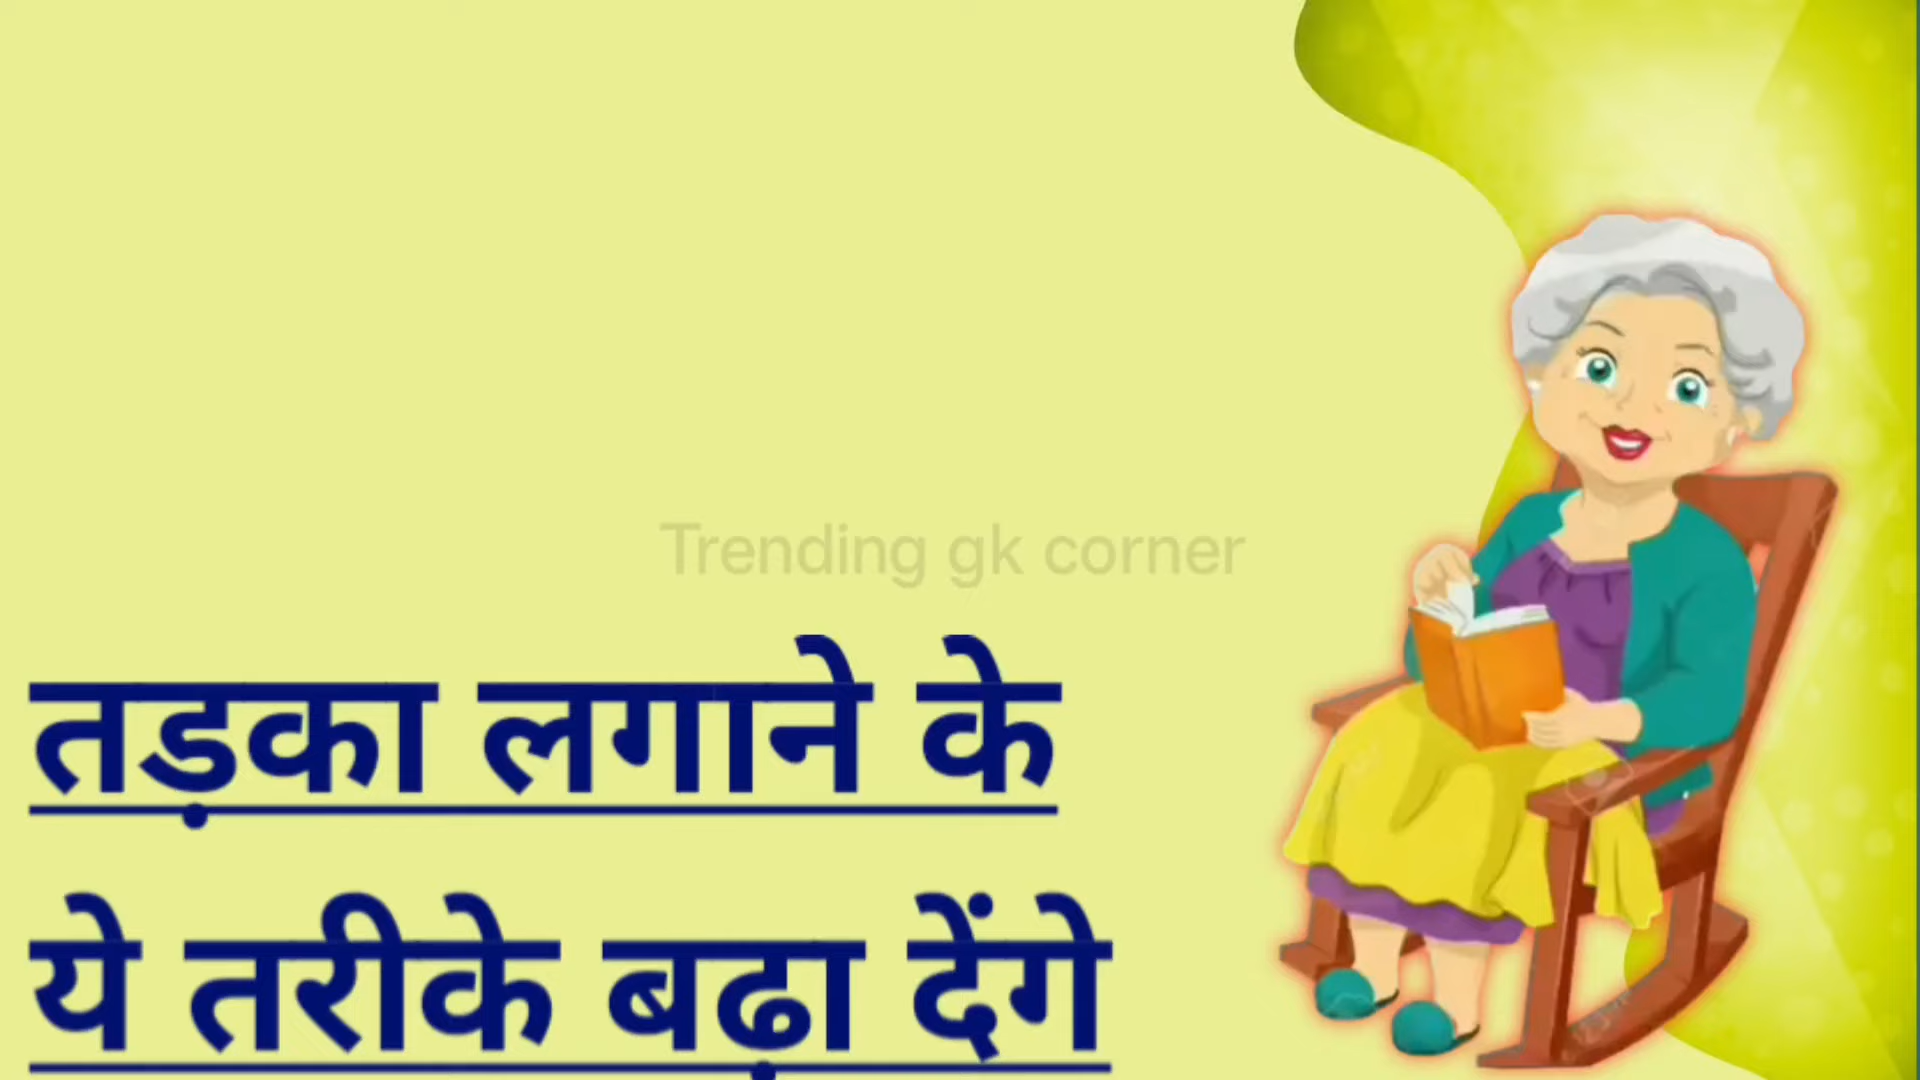 Trending gk corner
तड़का लगाने के
ये तरीके बढ़ा देंगे